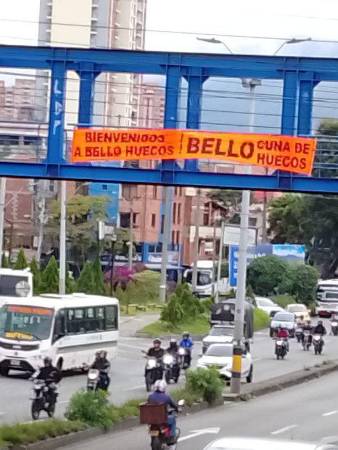 BIENVENIDOS
A BELLO HUECOS
BELLO CUNA DE
HUECOS